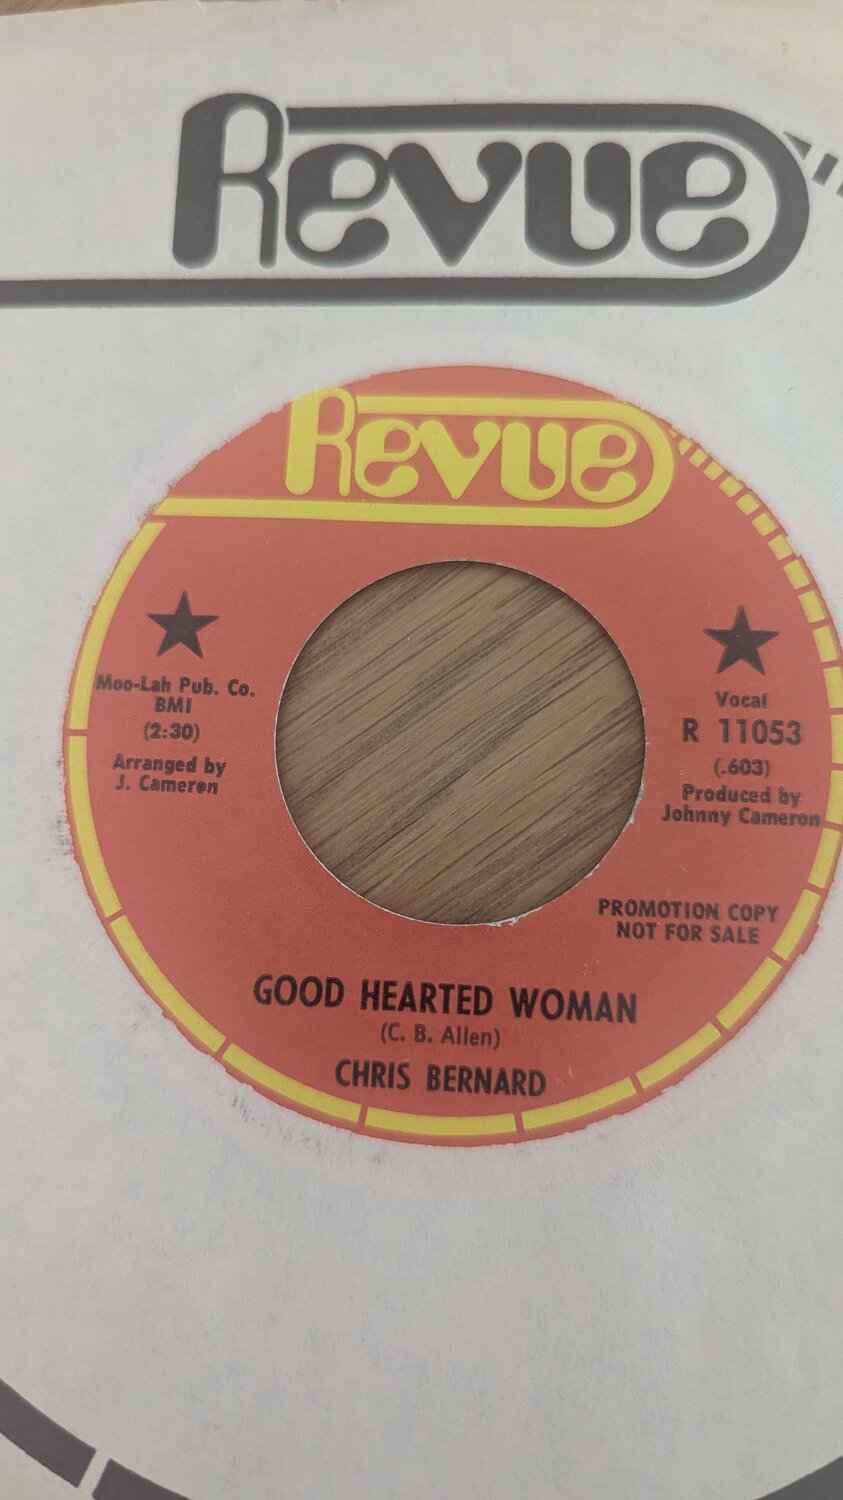 Revue
Revue
Moo-Lah Pub. Co.
BMI
(2:30)
Arranged by
J. Cameron
Vocal
R 11053
(.603)
Produced by
Johnny Cameron
PROMOTION COPY
NOT FOR SALE
GOOD HEARTED WOMAN
(C. B. Allen)
CHRIS BERNARD